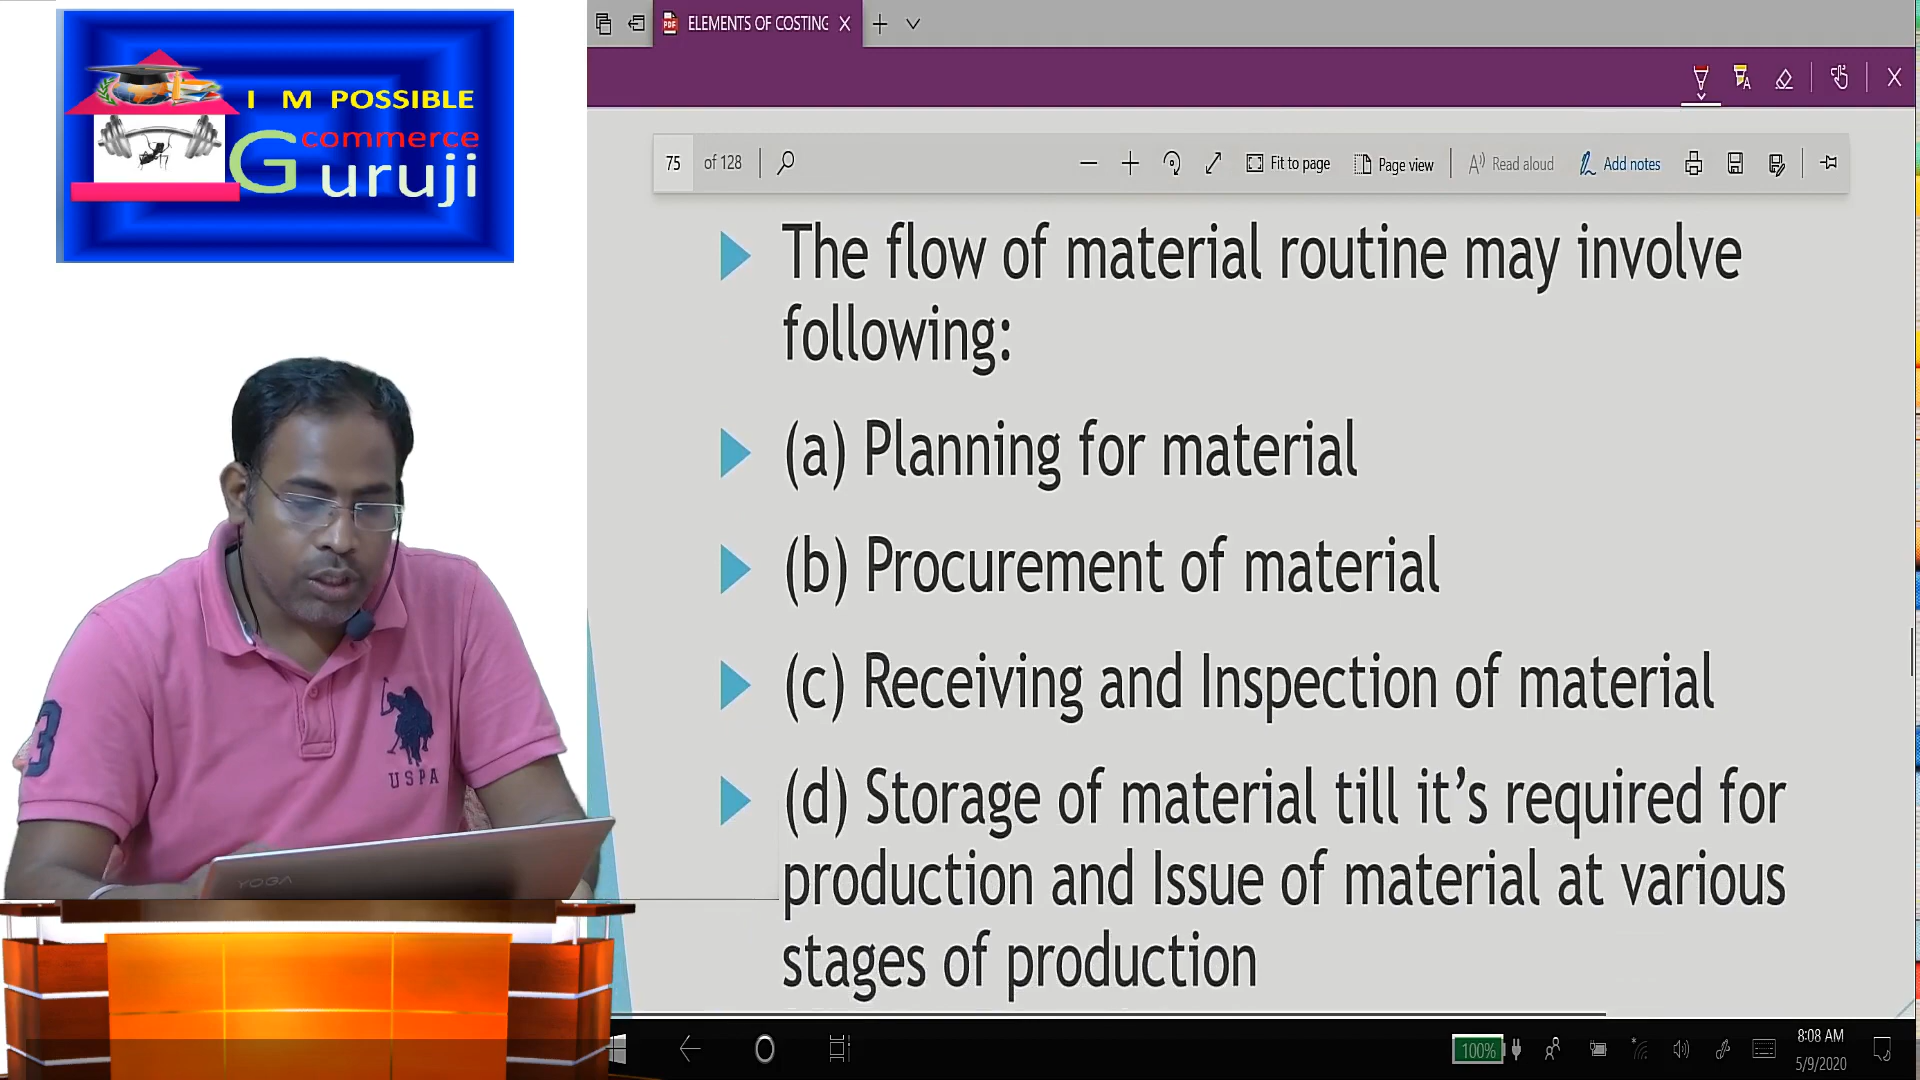 I M POSSIBLE
commerce
Guruji
ELEMENTS OF COSTING
75 of 128
Fit to page
Page view
Read aloud
Add notes
The flow of material routine may involve
following:
(a) Planning for material
(b) Procurement of material
(c) Receiving and Inspection of material
(d) Storage of material till it’s required for
production and Issue of material at various
stages of production
3
USPA
YOGA
100%
8:08 AM
5/9/2020